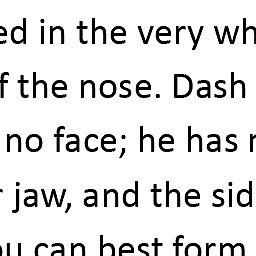 ed in the very wh
f the nose. Dash
no face; he has
r jaw, and the sid
ou can best form